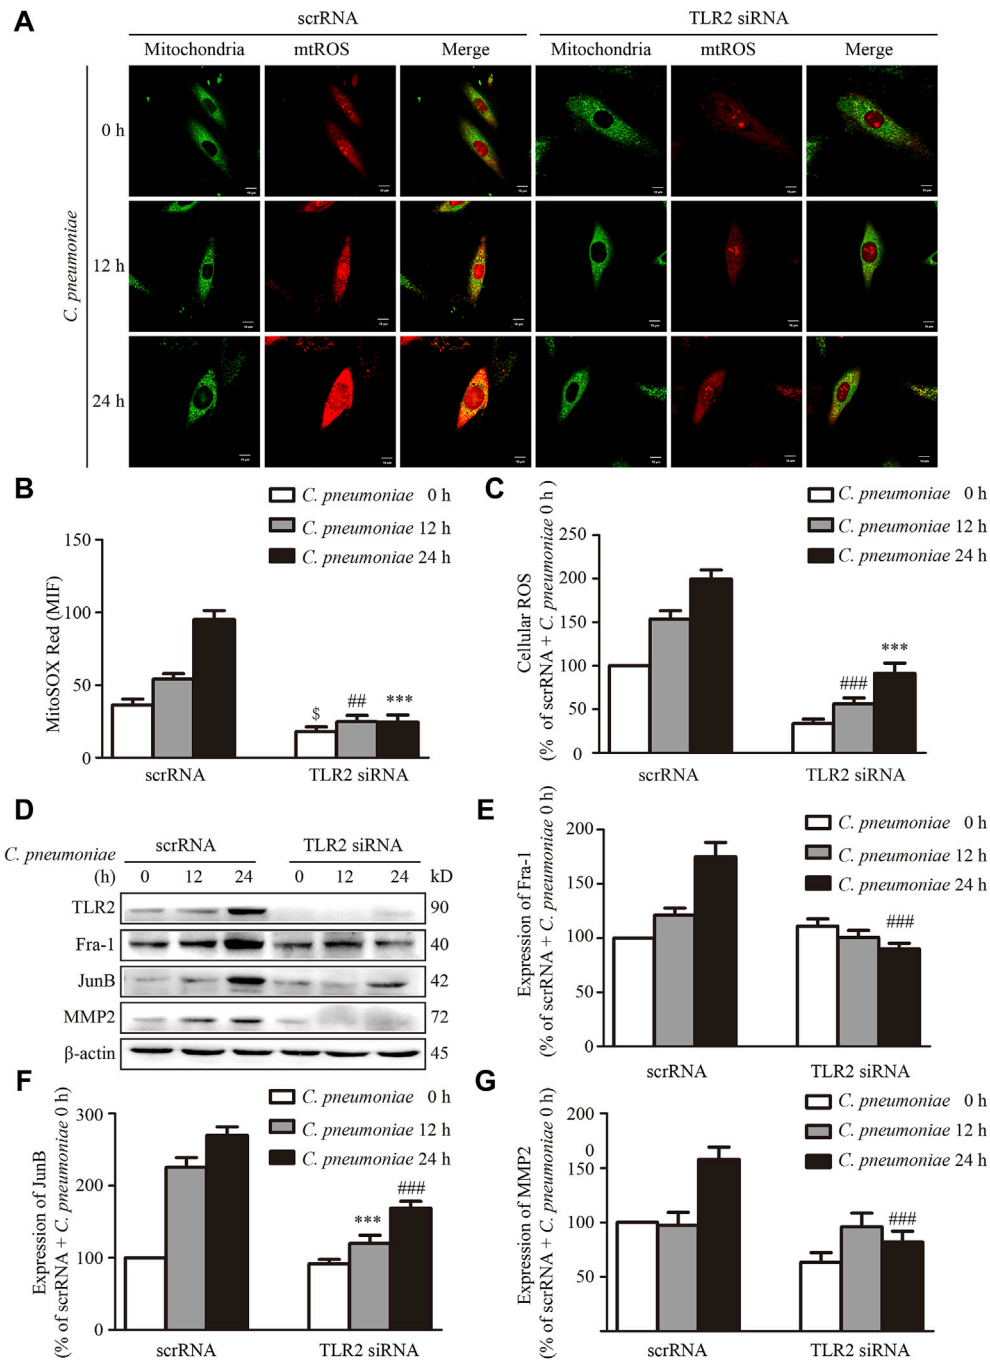 A
scrRNA TLR2 siRNA
Mitochondria mtROS Merge Mitochondria mtROS Merge
C. pneumoniae
0 h
12 h
24 h
B
C. pneumoniae 0 h
C. pneumoniae 12 h
C. pneumoniae 24 h
MitoSOX Red (MIF)
150
100
50
0
$ ## ***
scrRNA TLR2 siRNA
C
C. pneumoniae 0 h
C. pneumoniae 12 h
C. pneumoniae 24 h
Cellular ROS
(% of scrRNA + C. pneumoniae 0 h )
250
200
150
100
50
0
### ***
scrRNA TLR2 siRNA
D
C. pneumoniae scrRNA TLR2 siRNA
(h) 0 12 24 0 12 24 kD
TLR2 90
Fra-1 40
JunB 42
MMP2 72
β-actin 45
E
C. pneumoniae 0 h
C. pneumoniae 12 h
C. pneumoniae 24 h
Expression of Fra-1
(% of scrRNA + C. pneumoniae 0 h)
200
150
100
50
0
###
scrRNA TLR2 siRNA
F
C. pneumoniae 0 h
C. pneumoniae 12 h
C. pneumoniae 24 h
Expression of JunB
(% of scrRNA + C. pneumoniae 0 h)
300
200
100
0
*** ###
scrRNA TLR2 siRNA
G
C. pneumoniae 0 h
C. pneumoniae 12 h
C. pneumoniae 24 h
Expression of MMP2
(% of scrRNA + C. pneumoniae 0 h)
200
0
150
100
50
###
scrRNA TLR2 siRNA